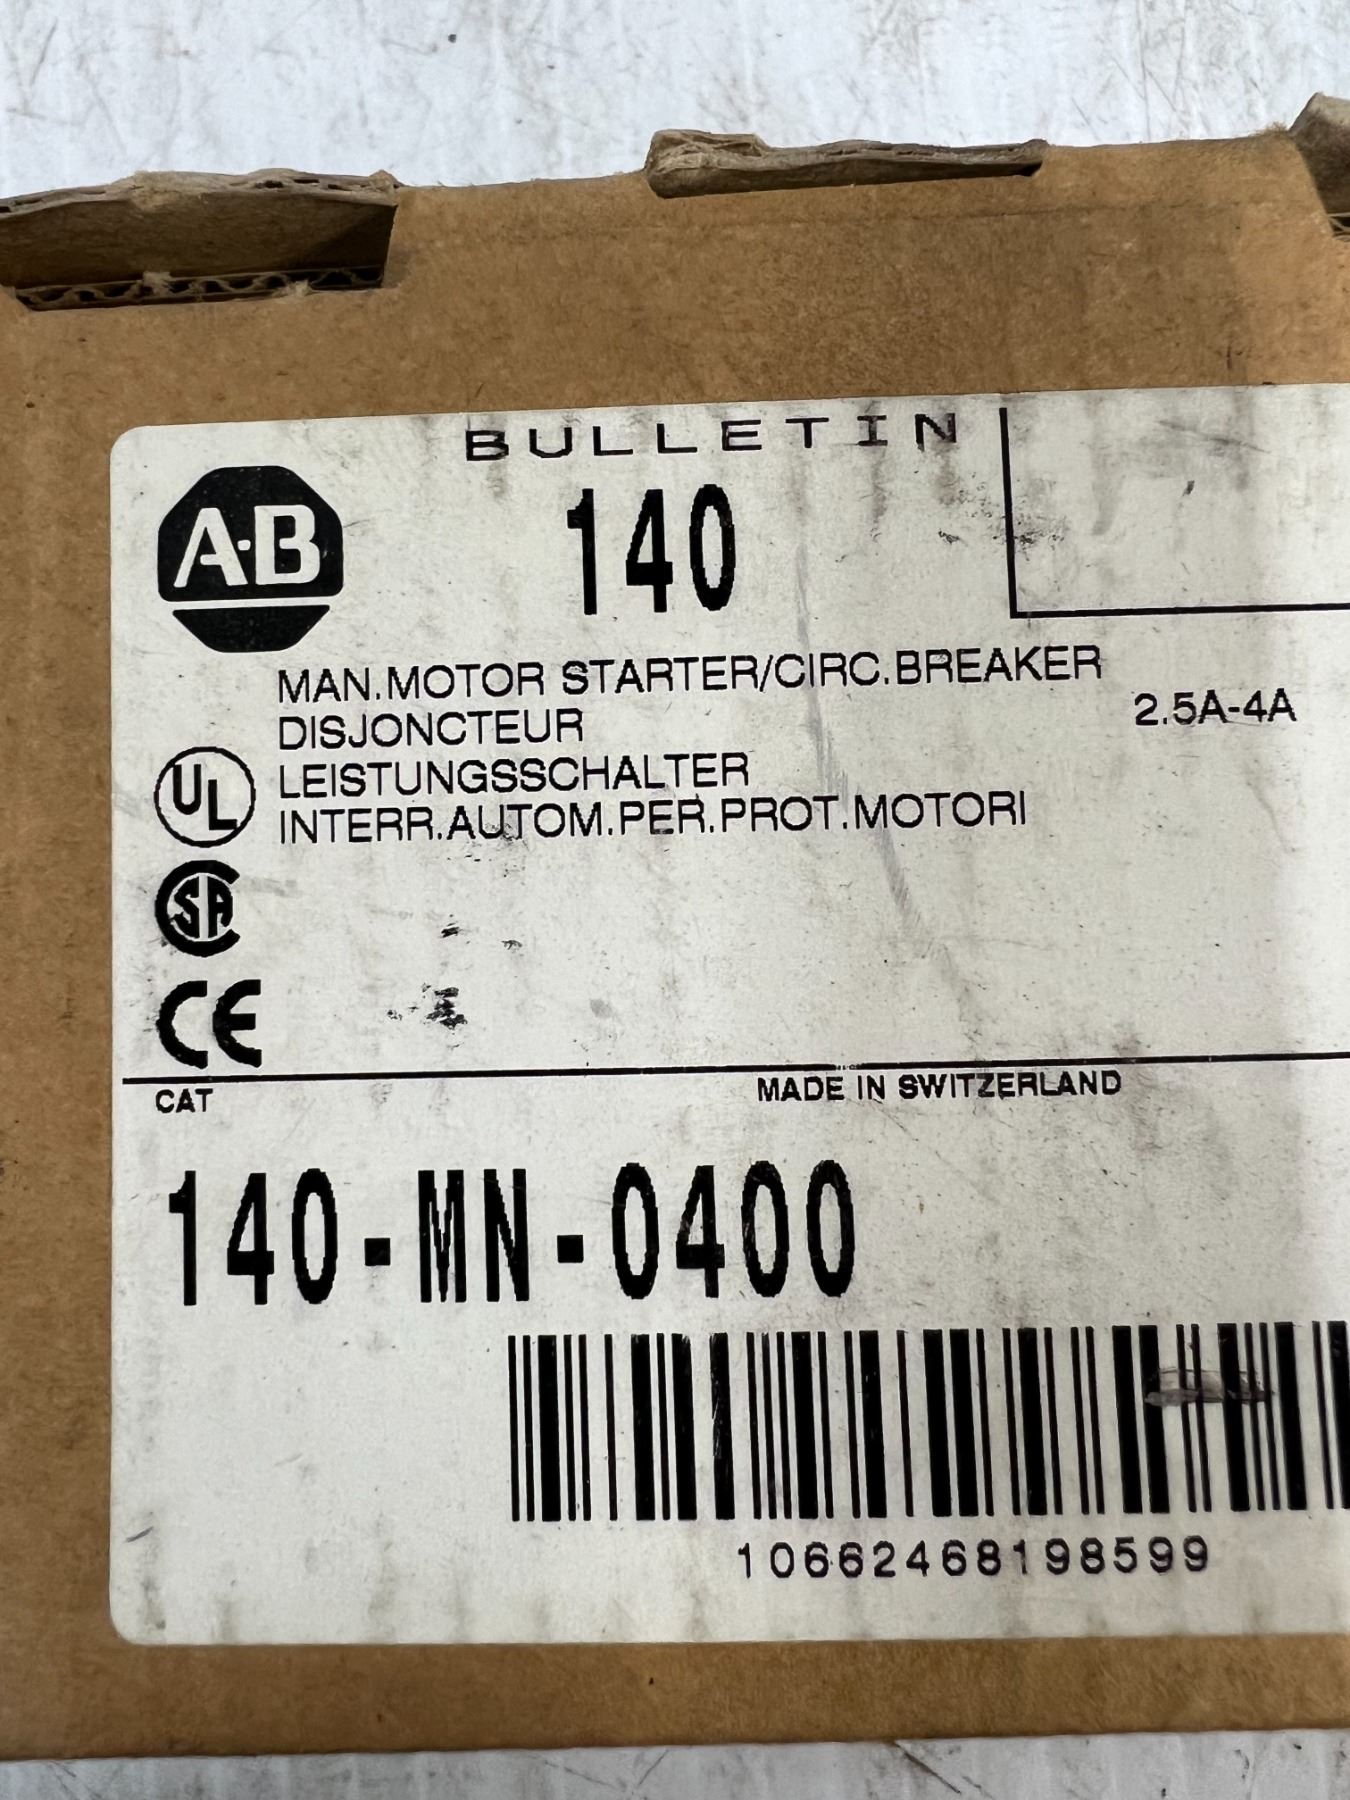 BULLETIN
A·B
140
MAN.MOTOR STARTER/CIRC.BREAKER
2.5A-4A
DISJONCTEUR
LEISTUNGSSCHALTER
INTERR.AUTOM.PER.PROT.MOTORI
UL
SA
CE
CAT
MADE IN SWITZERLAND
140-MN-0400
10662468198599